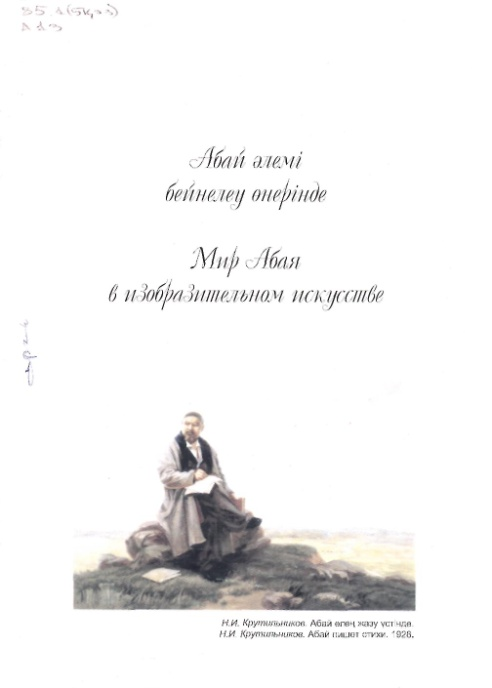 Абай әлемі
бейнелеу өнерінде
Мир Абая
в изобразительном искусстве
Н.И. Крутильников. Абай өлең жазу үстінде.
Н.И. Крутильников. Абай пишет стихи. 1926.